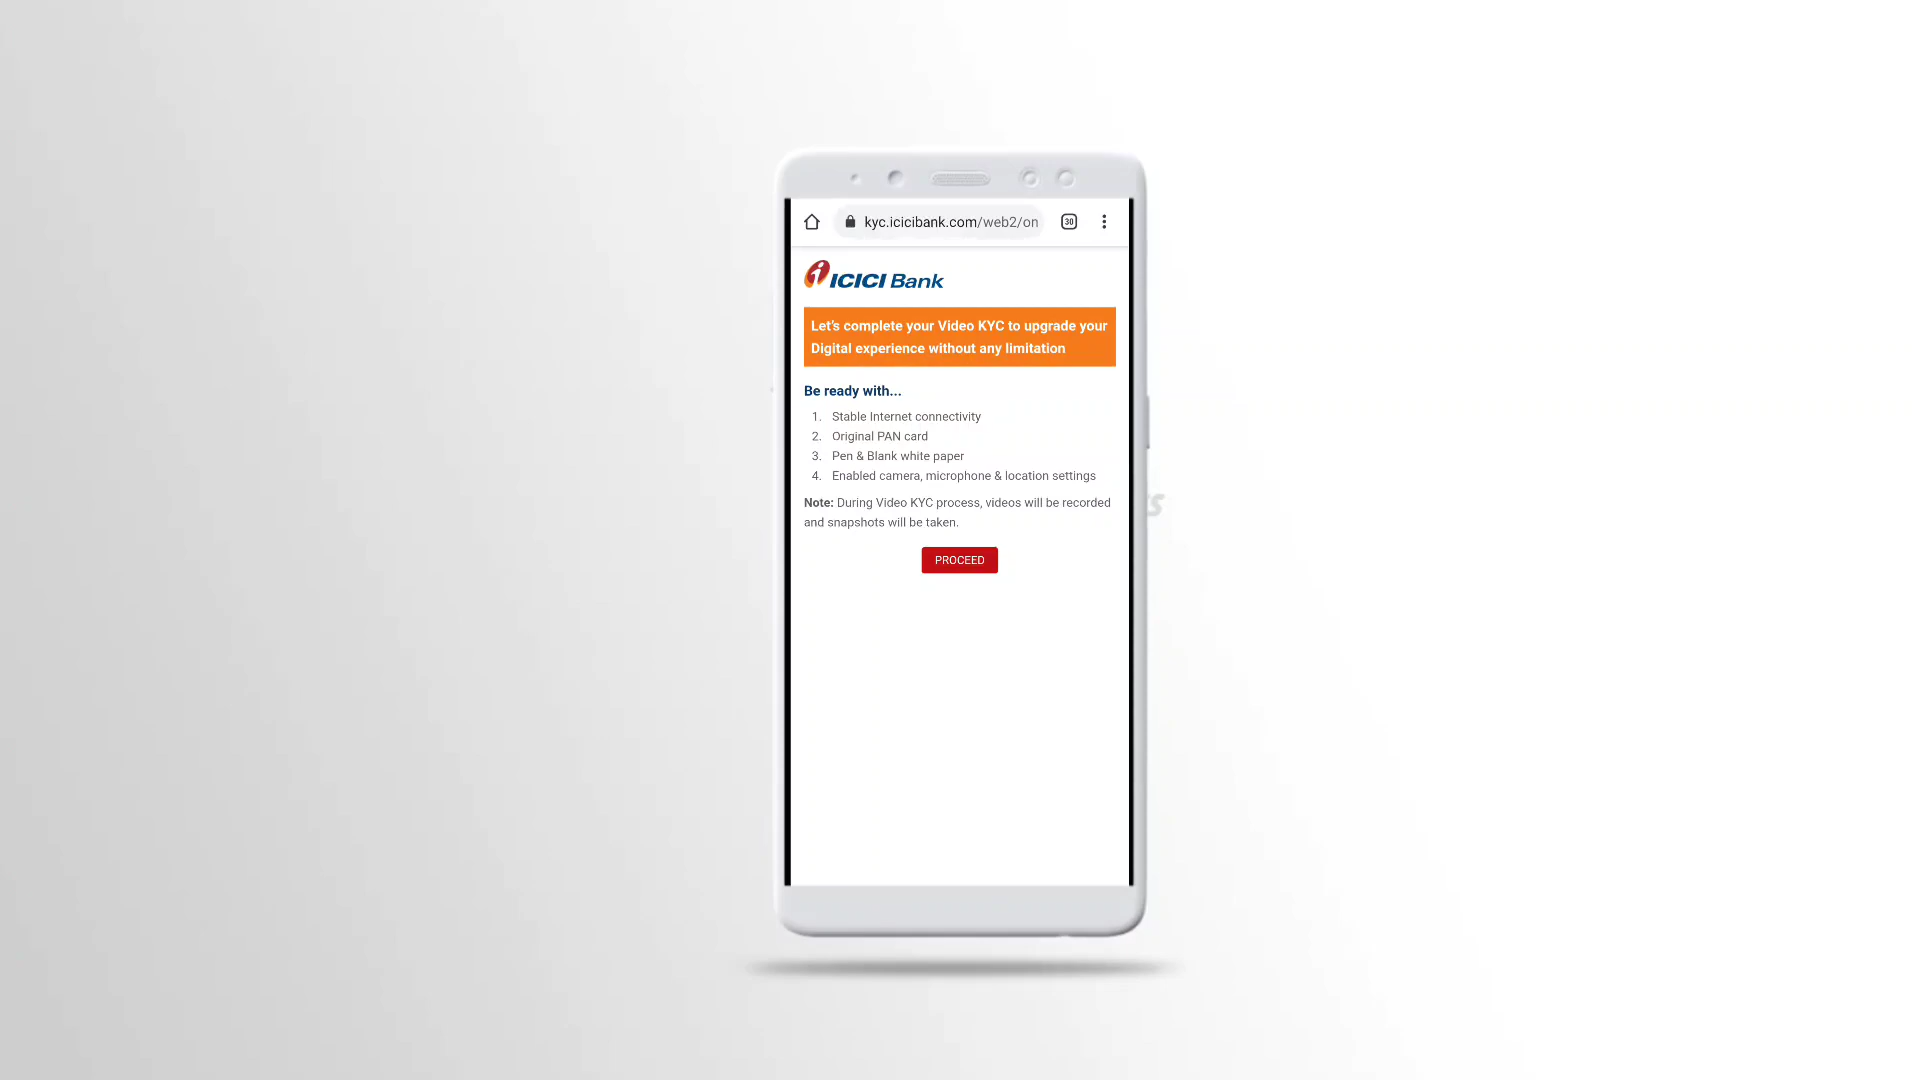 kyc.icicibank.com/web2/on
30
ICICI Bank
Let's complete your Video KYC to upgrade your
Digital experience without any limitation
Be ready with...
1. Stable Internet connectivity
2. Original PAN card
3. Pen & Blank white paper
4. Enabled camera, microphone & location settings
Note: During Video KYC process, videos will be recorded
and snapshots will be taken.
PROCEED